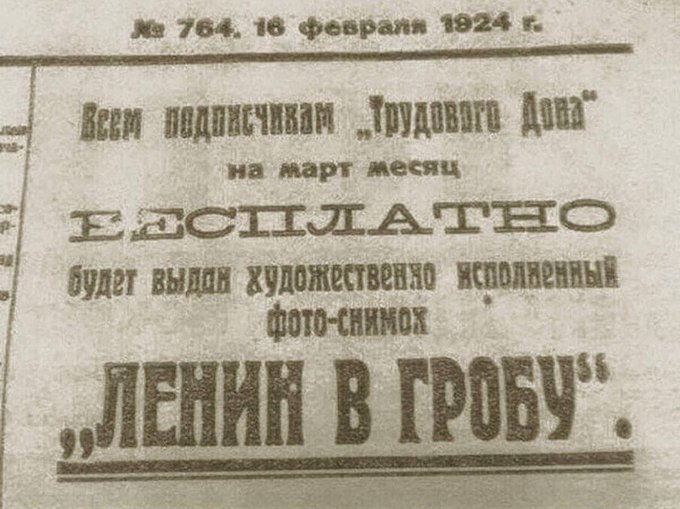 № 764. 16 февраля 1924 г.
Всем подписчикам „Трудового Дона“
на март месяц
БЕСПЛАТНО
будет выдан художественно исполненный
фото-снимок
„ЛЕНИН В ГРОБУ“.